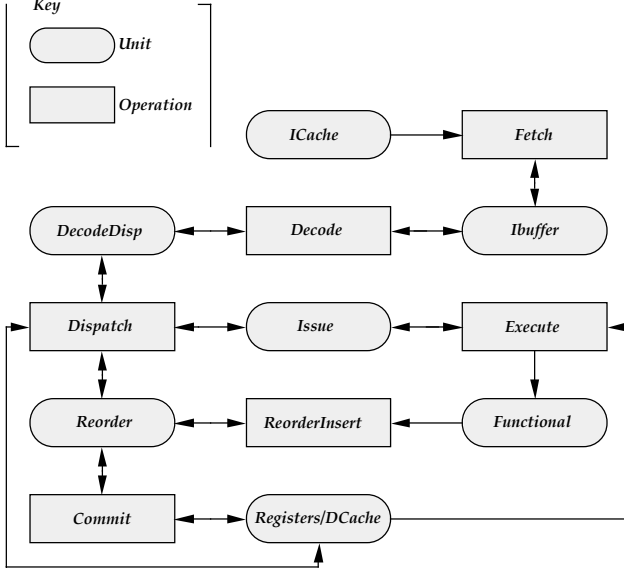 Key
Unit
Operation
ICache
Fetch
DecodeDisp
Decode
Ibuffer
Dispatch
Issue
Execute
Reorder
ReorderInsert
Functional
Commit
Registers/DCache